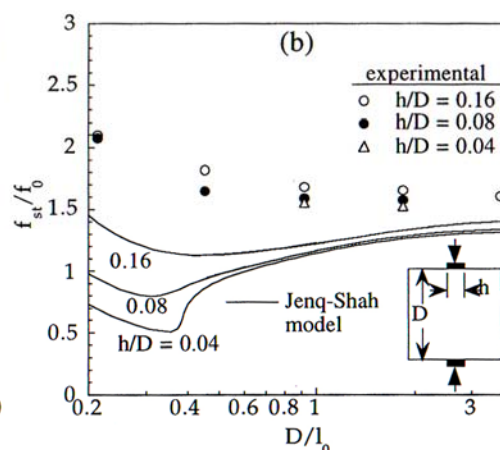 (b)
3
2.5
2
1.5
1
0.5
0
f_st/f_0
experimental
○ h/D = 0.16
● h/D = 0.08
△ h/D = 0.04
0.16
0.08
h/D = 0.04
Jenq-Shah
model
h
D
0.2 0.4 0.6 0.8 1 3
D/l_0